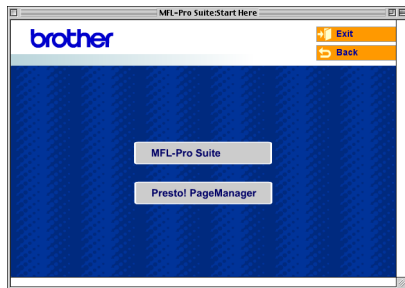 MFL-Pro Suite:Start Here
brother
Exit
Back
MFL-Pro Suite
Presto! PageManager